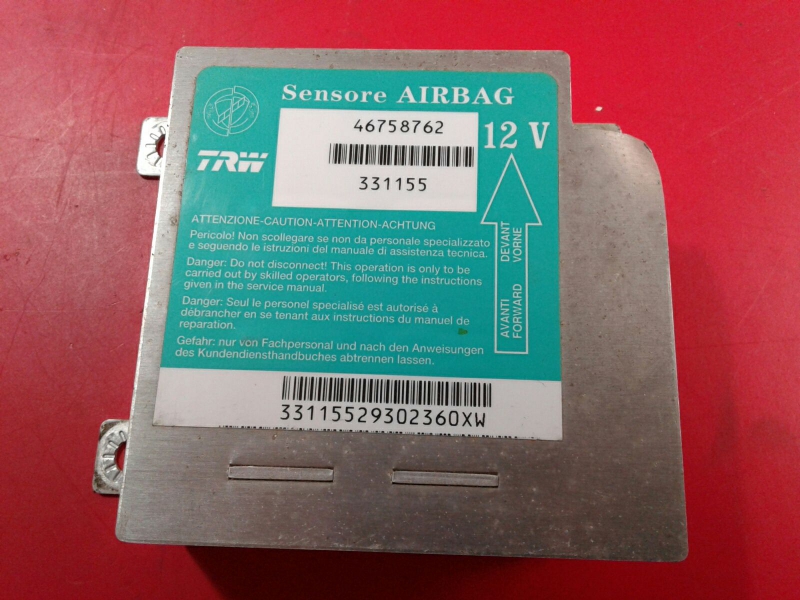 Sensore AIRBAG
46758762
12 V
TRW
331155
ATTENZIONE-CAUTION-ATTENTION-ACHTUNG
Pericolo! Non scollegare se non da personale specializzato
e seguendo le istruzioni del manuale di assistenza tecnica.
Danger: Do not disconnect! This operation is only to be
carried out by skilled operators, following the instructions
given in the service manual.
Danger: Seul le personel specialisé est autorisé à
débrancher en se tenant aux instructions du manuel de
reparation.
Gefahr: nur von Fachpersonal und nach den Anweisungen
des Kundendiensthandbuches abtrennen lassen.
AVANTI DEVANT
FORWARD VORNE
33115529302360XW